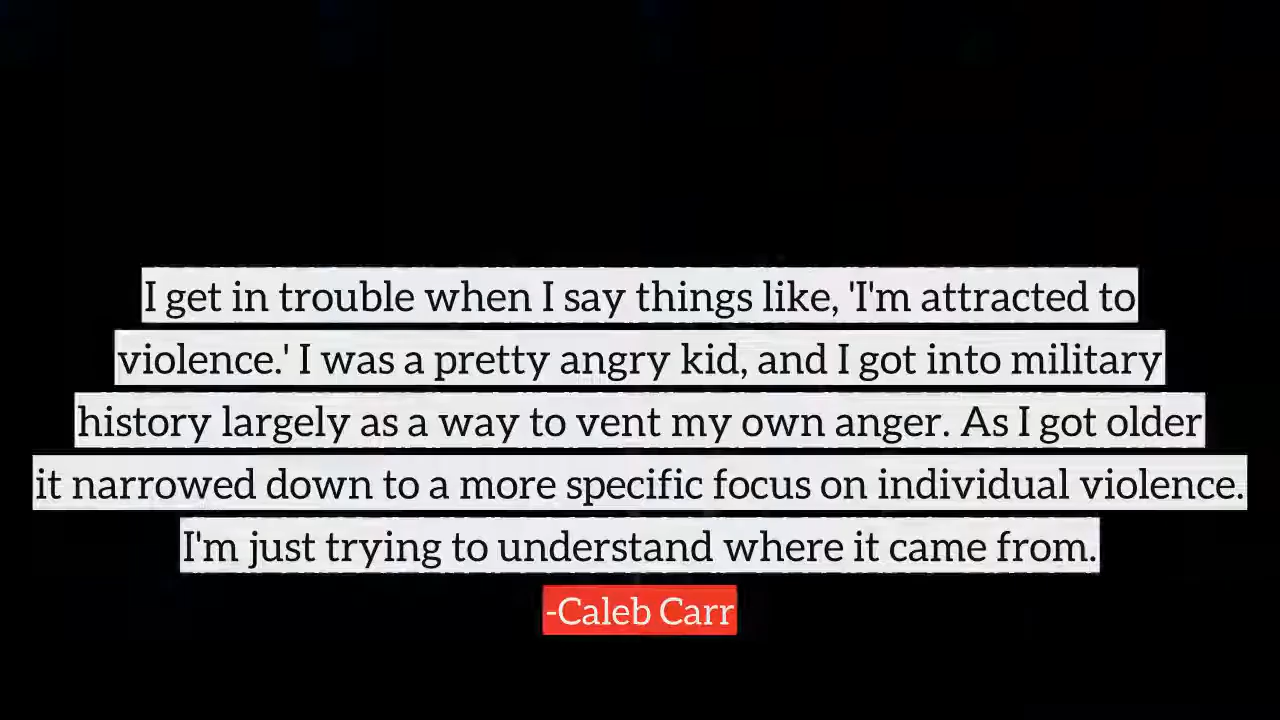 I get in trouble when I say things like, 'I'm attracted to
violence.' I was a pretty angry kid, and I got into military
history largely as a way to vent my own anger. As I got older
it narrowed down to a more specific focus on individual violence.
I'm just trying to understand where it came from.
-Caleb Carr